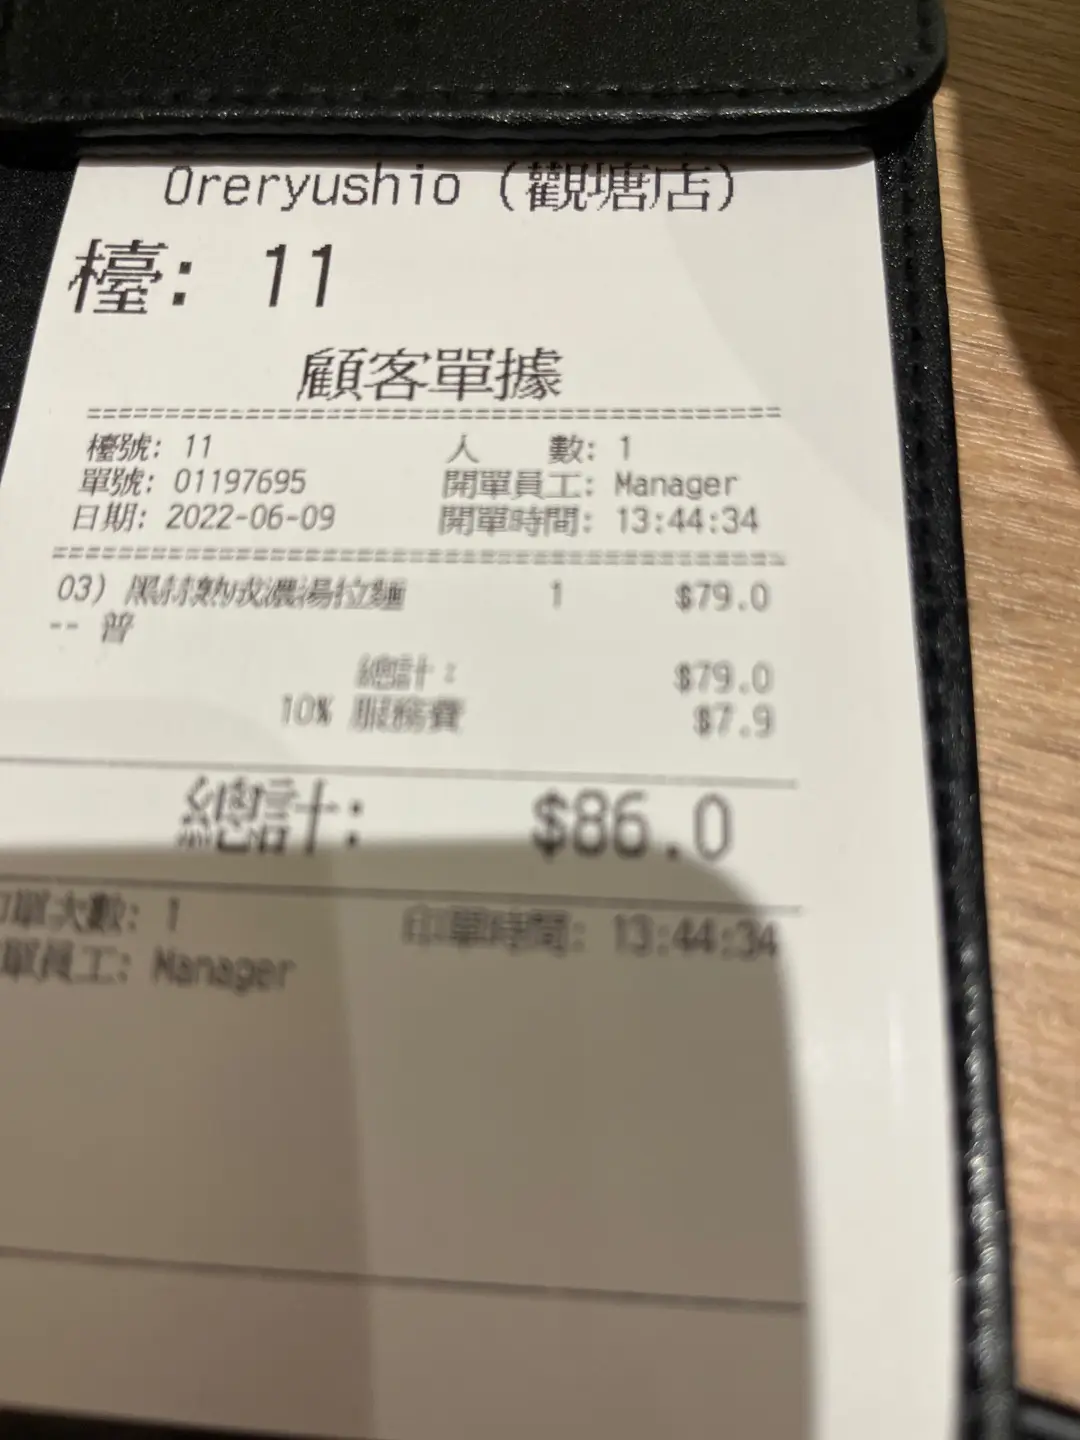 Oreryushio (觀塘店)
檯: 11
顧客單據
檯號: 11 人 數: 1
單號: 01197695 開單員工: Manager
日期: 2022-06-09 開單時間: 13:44:34
03) 黑蒜熟成濃湯拉麵 1 $79.0
-- 普
總計: $79.0
10% 服務費 $7.9
總計: $86.0
印單次數: 1 印單時間: 13:44:34
單員工: Manager